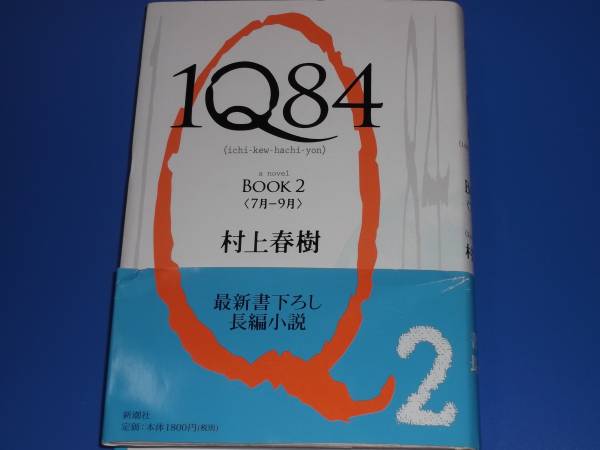 1Q84
(ichi-kew-hachi-yon)
a novel
BOOK 2
〈7月-9月〉
村上春樹
最新書下ろし
長編小説
2
新潮社
定価:本体1800円(税別)